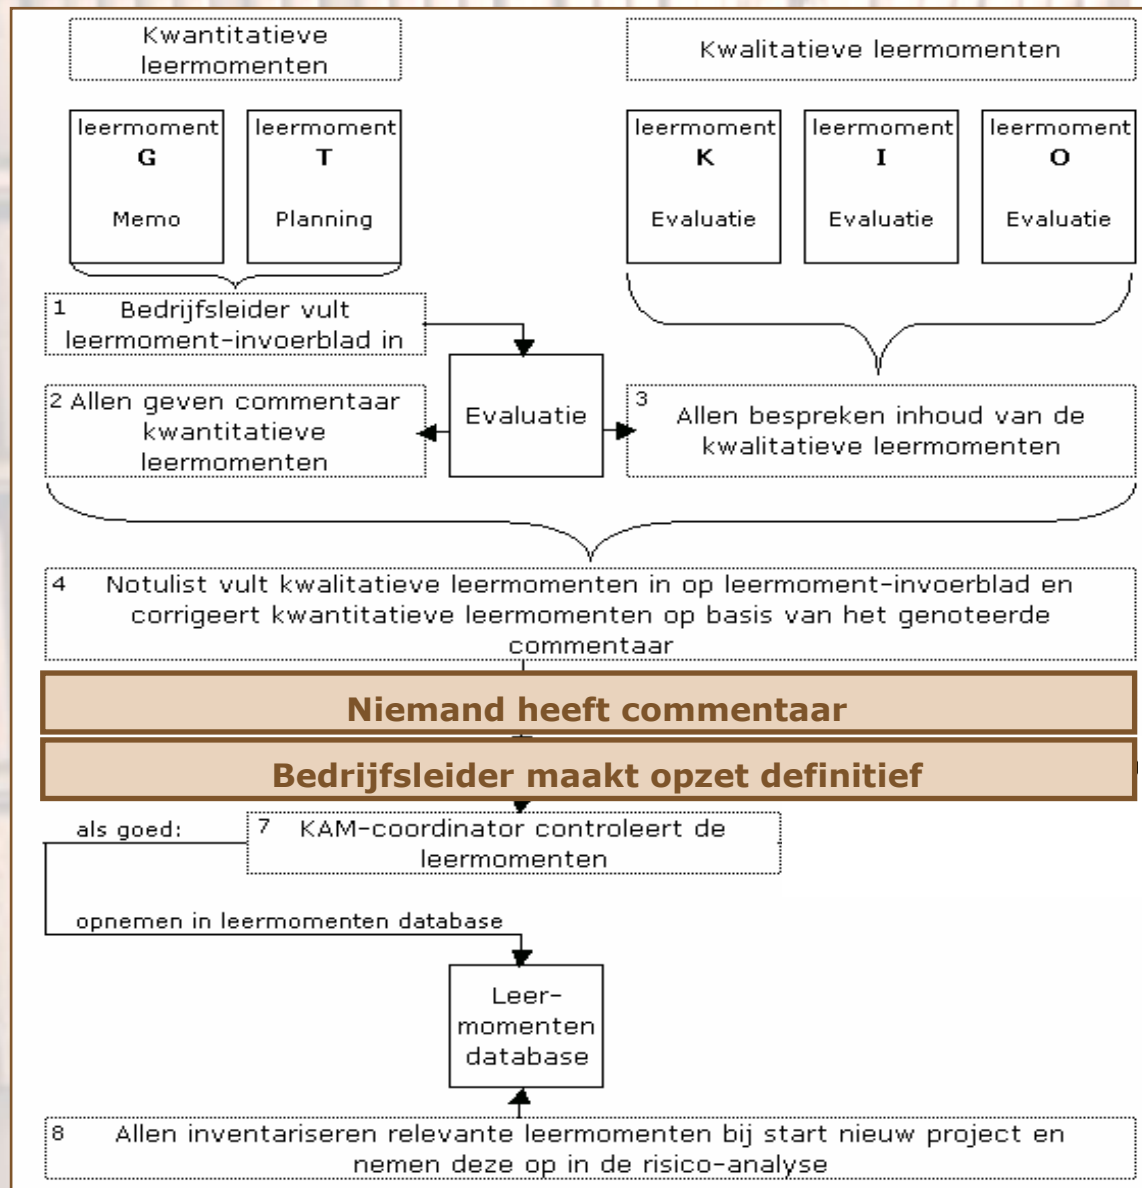 Kwantitatieve
leermomenten
Kwalitatieve leermomenten
leermoment
G
Memo
leermoment
T
Planning
leermoment
K
Evaluatie
leermoment
I
Evaluatie
leermoment
O
Evaluatie
1 Bedrijfsleider vult
leermoment-invoerblad in
Evaluatie
2 Allen geven commentaar
kwantitatieve
leermomenten
3 Allen bespreken inhoud van de
kwalitatieve leermomenten
4 Notulist vult kwalitatieve leermomenten in op leermoment-invoerblad en
corrigeert kwantitatieve leermomenten op basis van het genoteerde
commentaar
Niemand heeft commentaar
Bedrijfsleider maakt opzet definitief
als goed:
7 KAM-coordinator controleert de
leermomenten
opnemen in leermomenten database
Leer-
momenten
database
8 Allen inventariseren relevante leermomenten bij start nieuw project en
nemen deze op in de risico-analyse